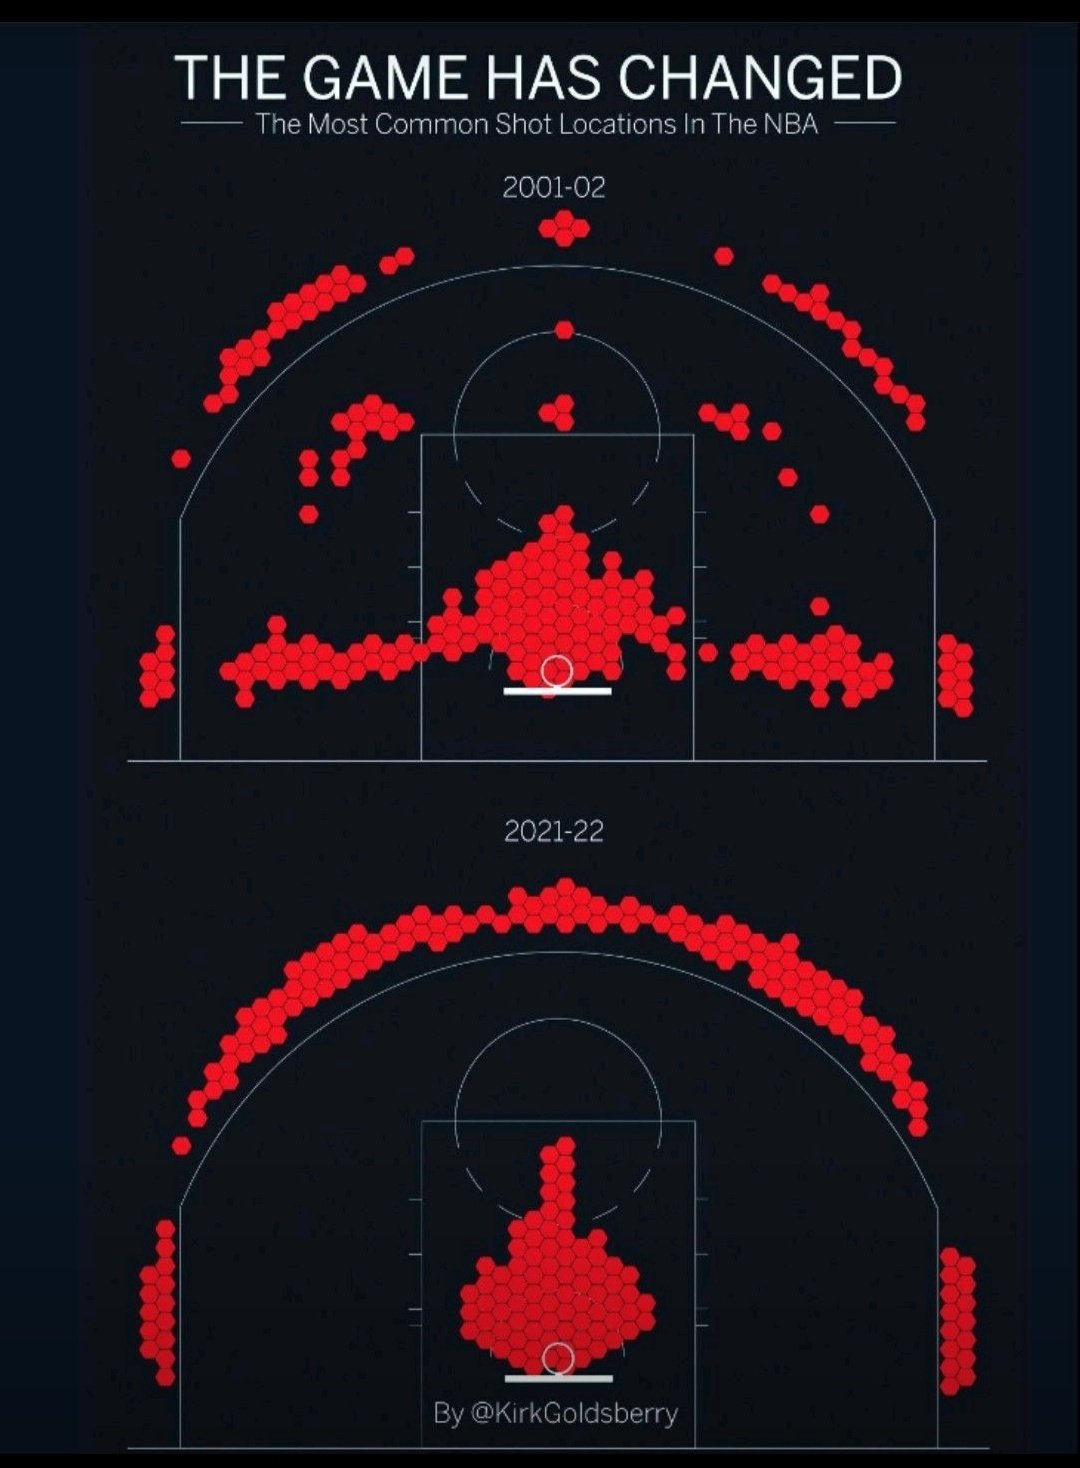 THE GAME HAS CHANGED
The Most Common Shot Locations In The NBA
2001-02
2021-22
By @KirkGoldsberry